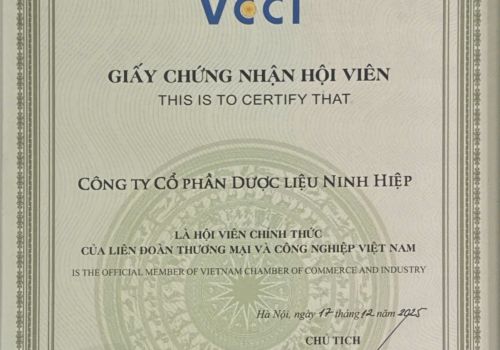 VCCI
GIẤY CHỨNG NHẬN HỘI VIÊN
THIS IS TO CERTIFY THAT
CÔNG TY CỔ PHẦN DƯỢC LIỆU NINH HIỆP
LÀ HỘI VIÊN CHÍNH THỨC
CỦA LIÊN ĐOÀN THƯƠNG MẠI VÀ CÔNG NGHIỆP VIỆT NAM
IS THE OFFICIAL MEMBER OF VIETNAM CHAMBER OF COMMERCE AND INDUSTRY
Hà Nội, ngày 17 tháng 12 năm 2025
CHỦ TỊCH